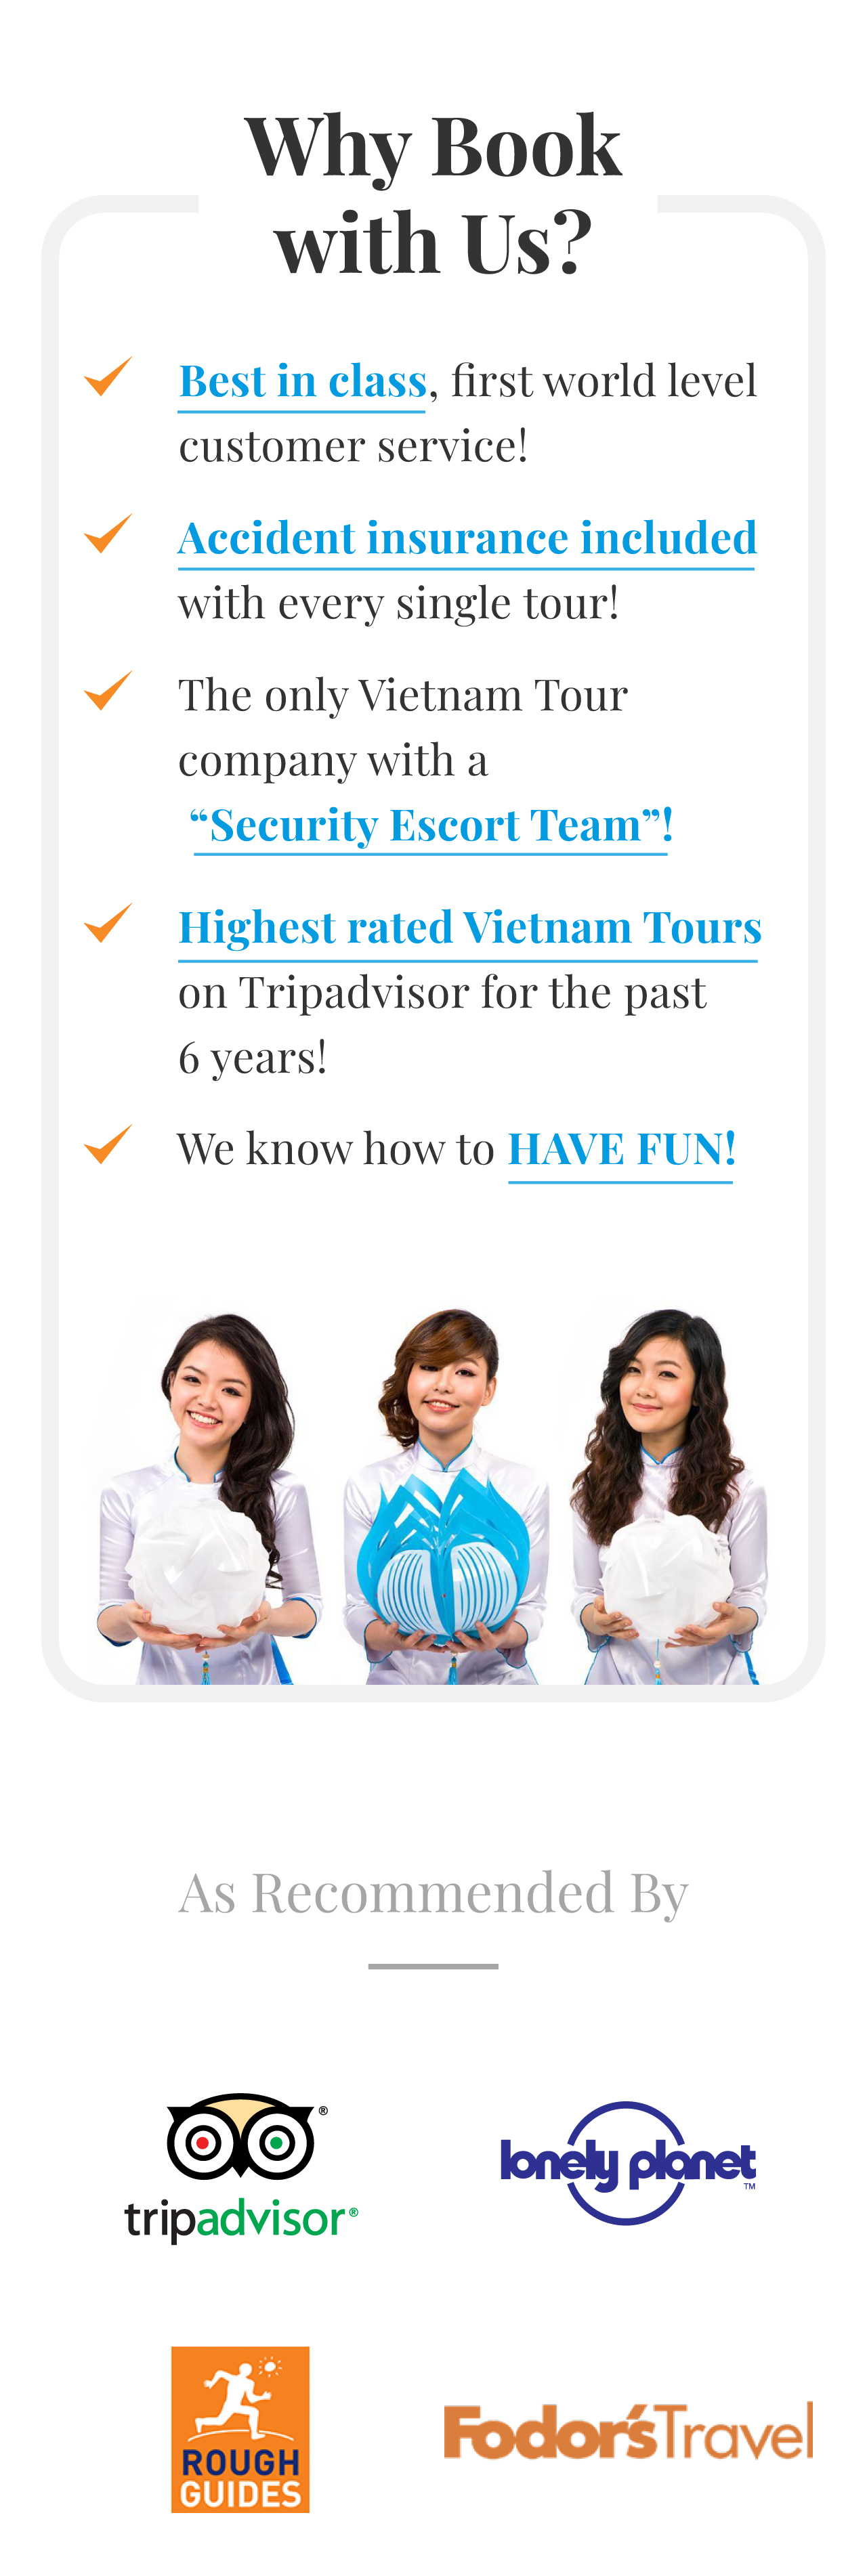 Why Book
with Us?
Best in class, first world level
customer service!
Accident insurance included
with every single tour!
The only Vietnam Tour
company with a
“Security Escort Team”!
Highest rated Vietnam Tours
on Tripadvisor for the past
6 years!
We know how to HAVE FUN!
As Recommended By
tripadvisor®
lonely planet™
ROUGH
GUIDES
Fodor'sTravel